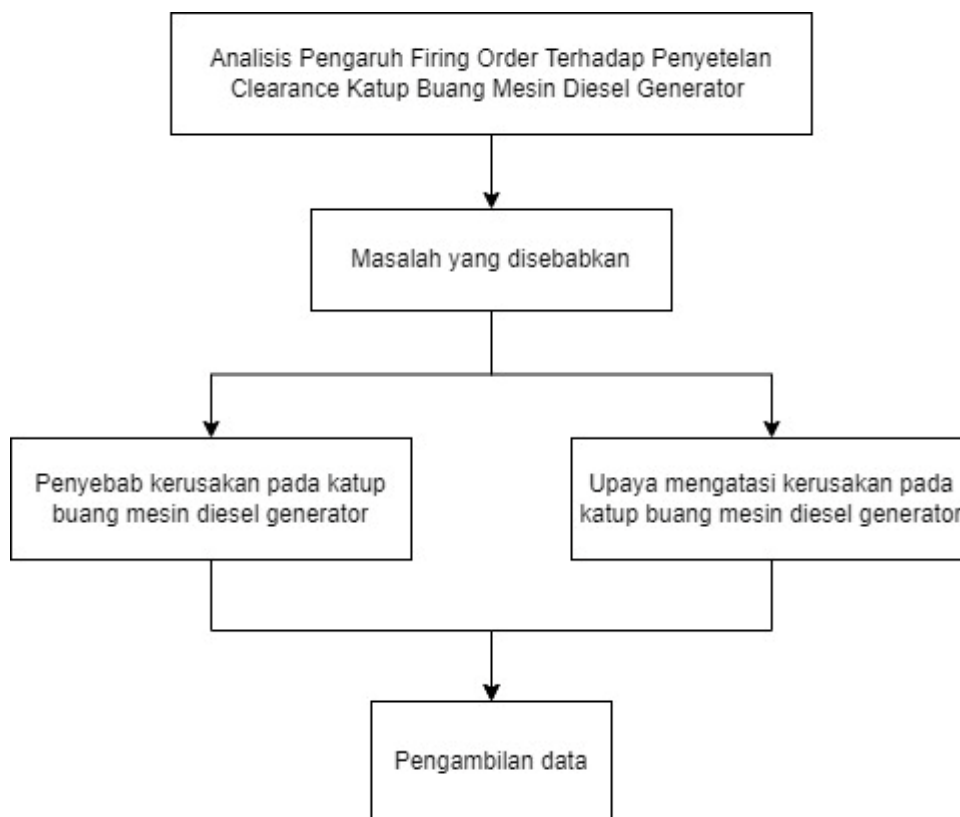 Analisis Pengaruh Firing Order Terhadap Penyetelan
Clearance Katup Buang Mesin Diesel Generator
Masalah yang disebabkan
Penyebab kerusakan pada katup
buang mesin diesel generator
Upaya mengatasi kerusakan pada
katup buang mesin diesel generator
Pengambilan data